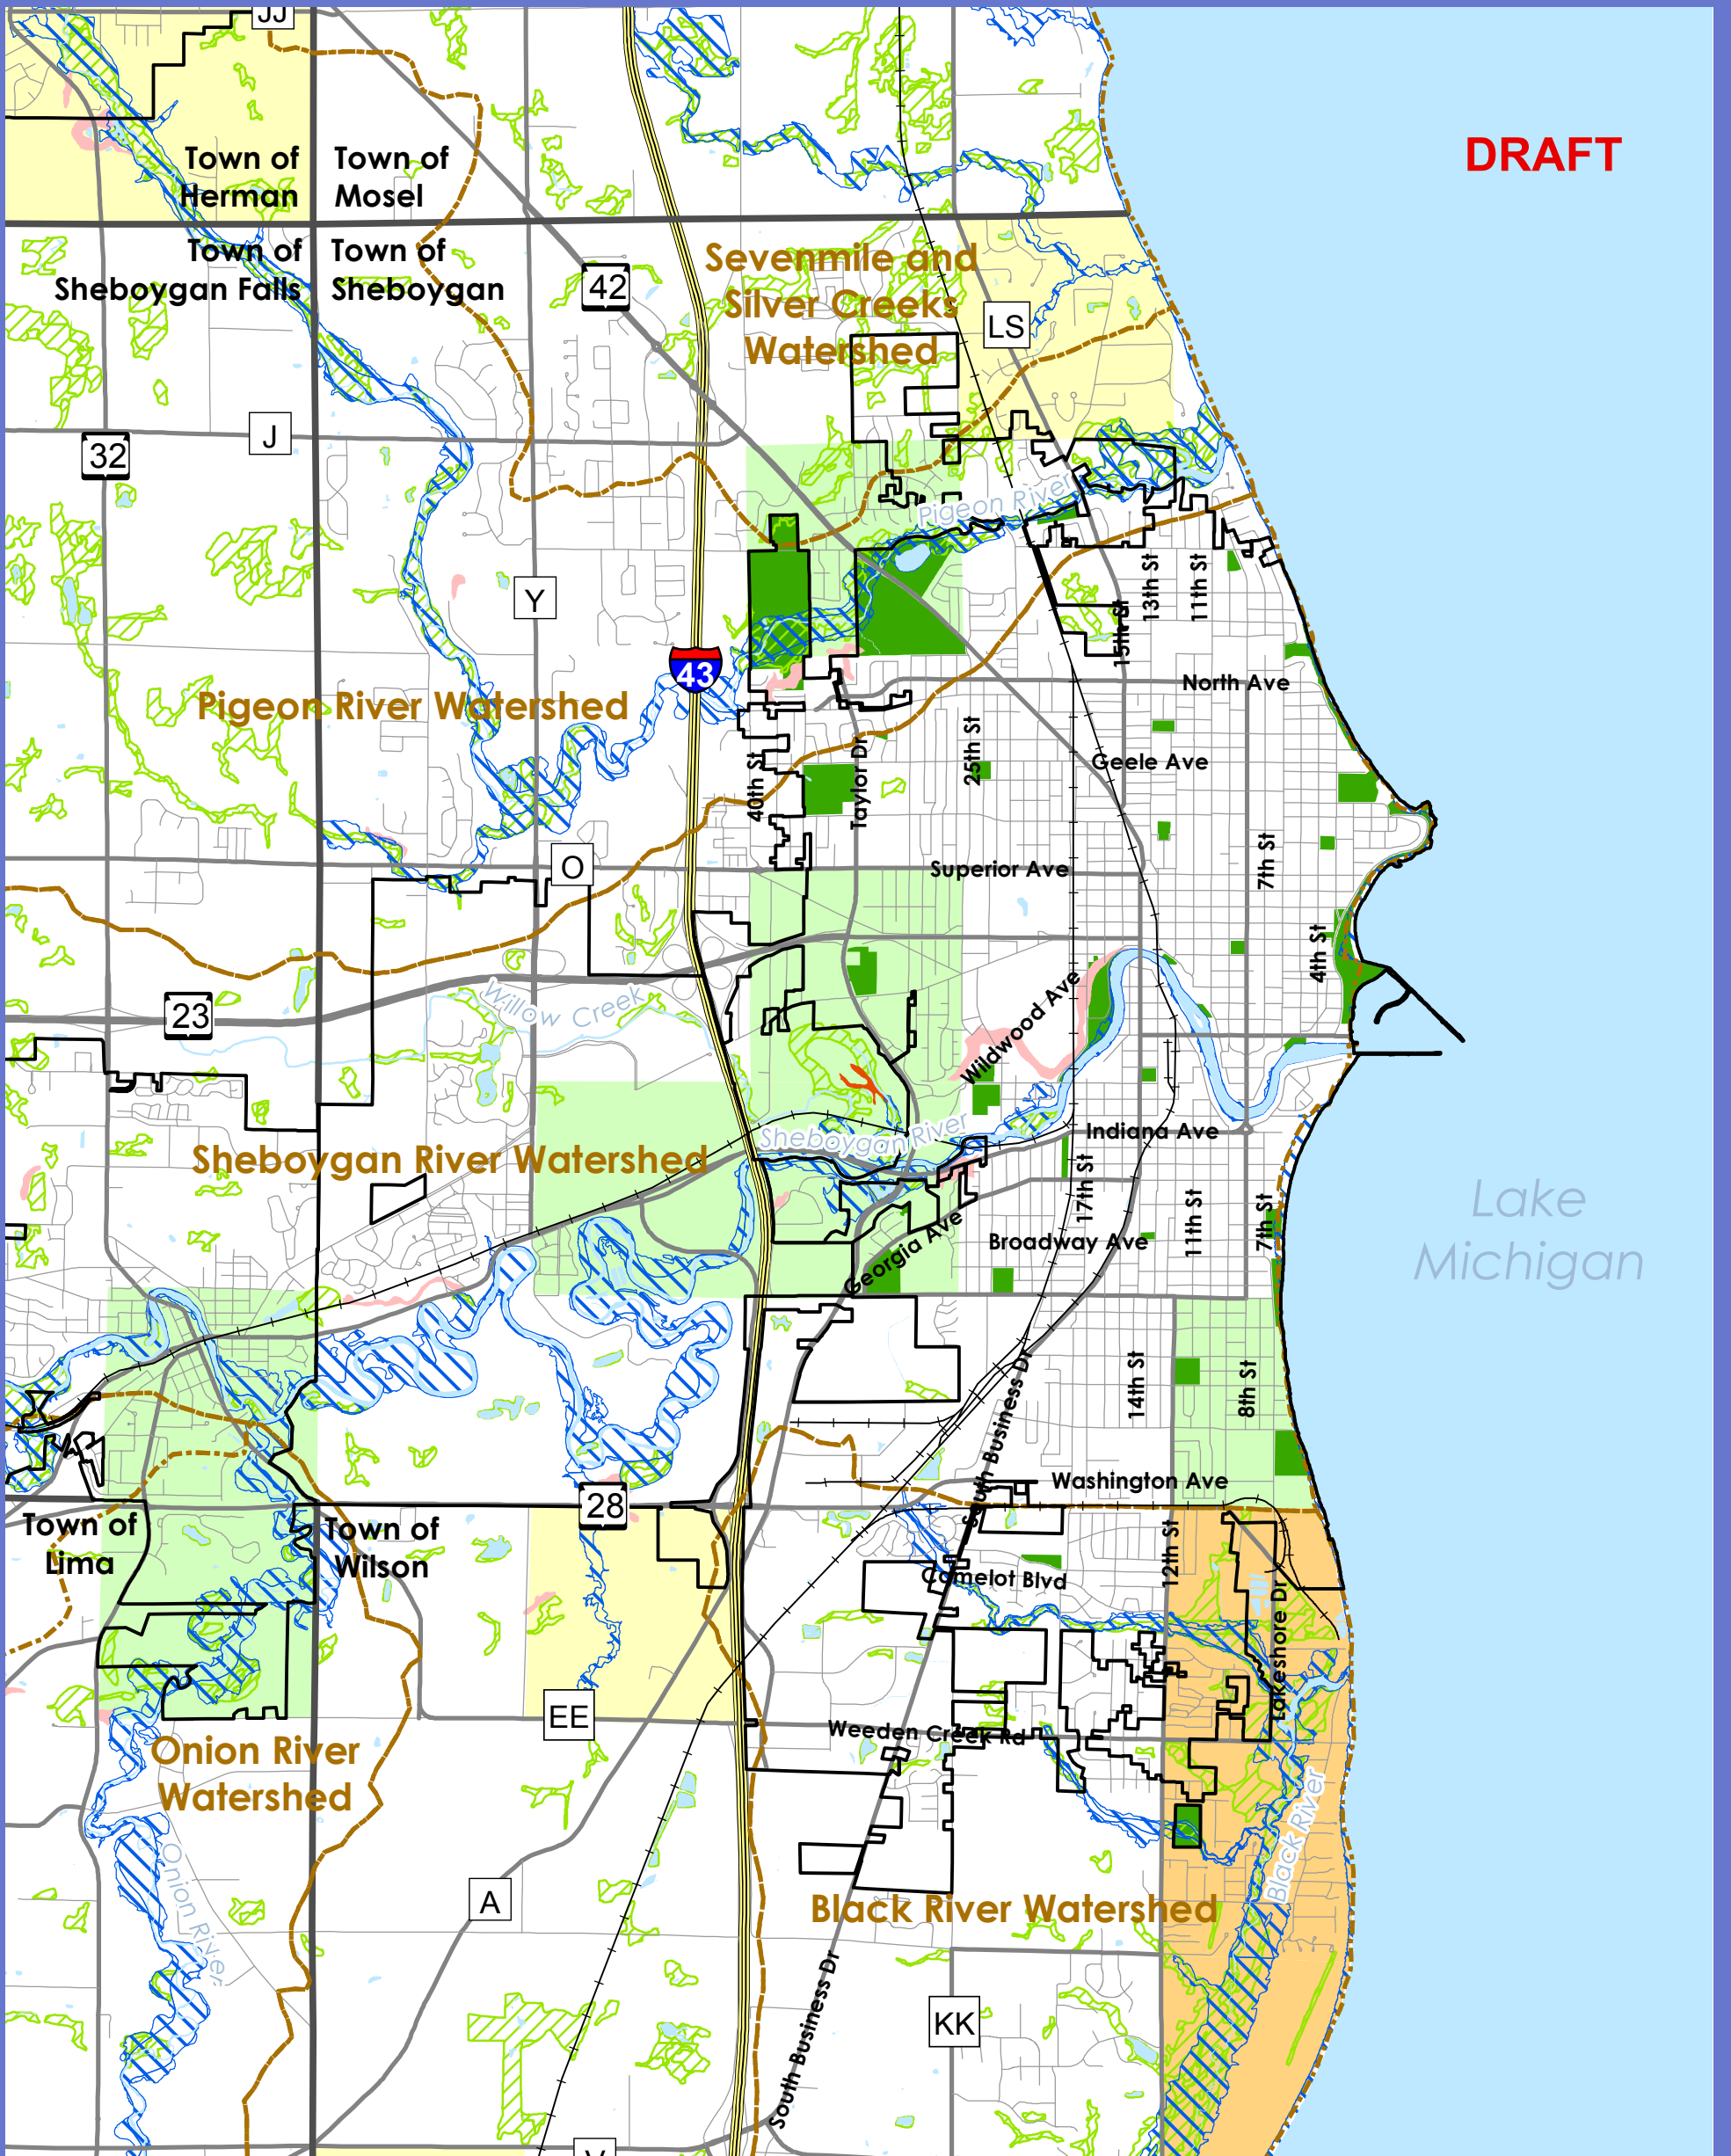 JJ
DRAFT
Town of
Herman
Town of
Mosel
Town of
Sheboygan Falls
Town of
Sheboygan
42
Sevenmile and
Silver Creeks
Watershed
LS
J
32
Pigeon River
Y
13th St
11th St
15th St
43
North Ave
Pigeon River Watershed
25th St
Geele Ave
40th St
Taylor Dr
O
Superior Ave
7th St
4th St
23
Willow Creek
Wildwood Ave
Sheboygan River
Indiana Ave
Sheboygan River Watershed
17th St
11th St
7th St
Georgia Ave
Broadway Ave
Lake
Michigan
14th St
8th St
South Business Dr
Washington Ave
28
Town of
Lima
Town of
Wilson
12th St
Camelot Blvd
Lakeshore Dr
EE
Weeden Creek Rd
Onion River
Watershed
Black River
Onion River
A
Black River Watershed
South Business Dr
KK